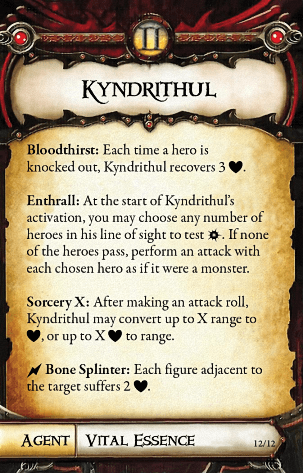 II
KYNDRITHUL
Bloodthirst: Each time a hero is
knocked out, Kyndrithul recovers 3 ♥.
Enthrall: At the start of Kyndrithul's
activation, you may choose any number of
heroes in his line of sight to test. If none
of the heroes pass, perform an attack with
each chosen hero as if it were a monster.
Sorcery X: After making an attack roll,
Kyndrithul may convert up to X range to
♥, or up to X ♥ to range.
Bone Splinter: Each figure adjacent to
the target suffers 2 ♥.
AGENT VITAL ESSENCE 12/12